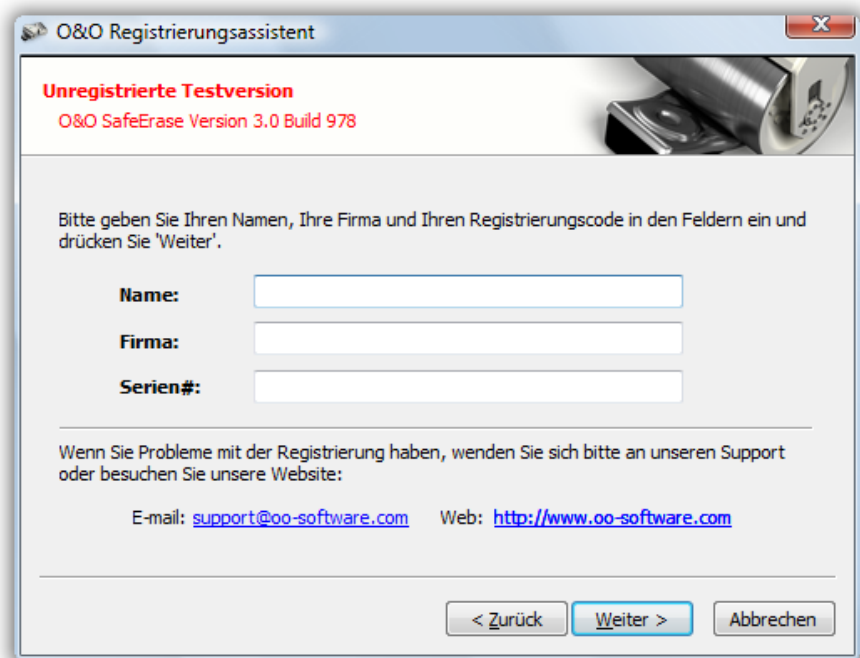 O&O Registrierungsassistent
Unregistrierte Testversion
O&O SafeErase Version 3.0 Build 978
Bitte geben Sie Ihren Namen, Ihre Firma und Ihren Registrierungscode in den Feldern ein und
drücken Sie 'Weiter'.
Name:
Firma:
Serien#:
Wenn Sie Probleme mit der Registrierung haben, wenden Sie sich bitte an unseren Support
oder besuchen Sie unsere Website:
E-mail: support@oo-software.com Web: http://www.oo-software.com
< Zurück Weiter > Abbrechen